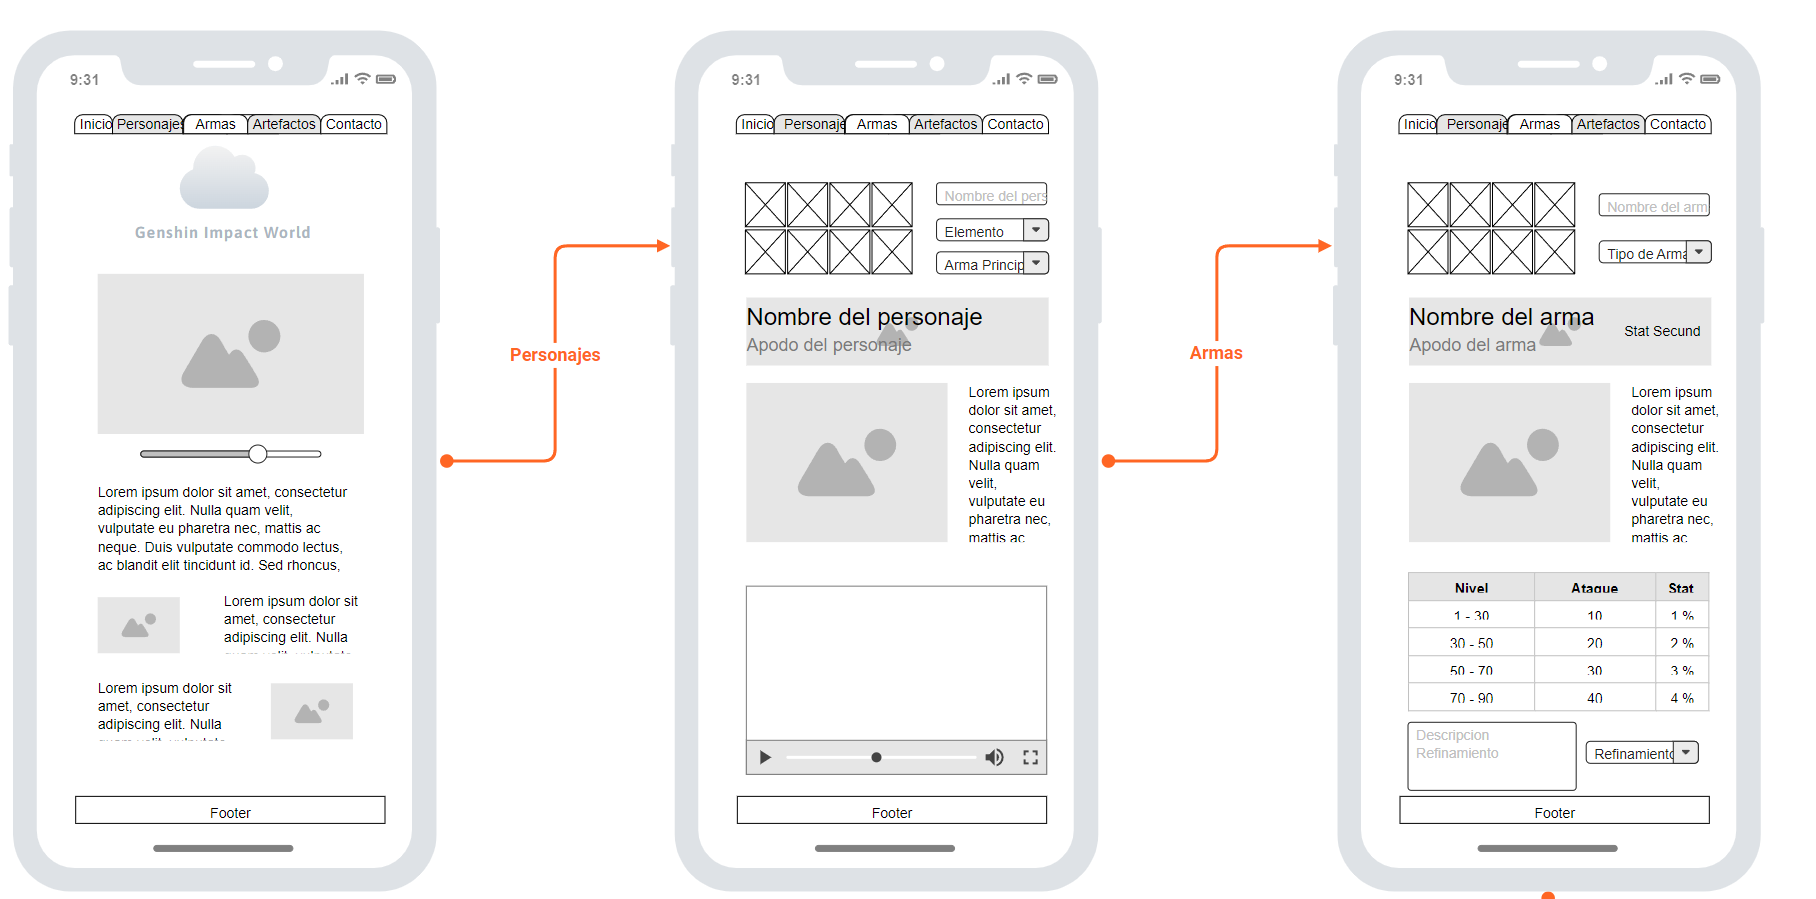 9:31
Inicio Personajes Armas Artefactos Contacto
Genshin Impact World
Lorem ipsum dolor sit amet, consectetur
adipiscing elit. Nulla quam velit,
vulputate eu pharetra nec, mattis ac
neque. Duis vulputate commodo lectus,
ac blandit elit tincidunt id. Sed rhoncus,
Lorem ipsum dolor sit
amet, consectetur
adipiscing elit. Nulla
quam velit, vulputate
Lorem ipsum dolor sit
amet, consectetur
adipiscing elit. Nulla
quam velit, vulputate
Footer
Personajes
9:31
Inicio Personaje Armas Artefactos Contacto
Nombre del pers
Elemento
Arma Princip
Nombre del personaje
Apodo del personaje
Lorem ipsum
dolor sit amet,
consectetur
adipiscing elit.
Nulla quam
velit,
vulputate eu
pharetra nec,
mattis ac
Footer
Armas
9:31
Inicio Personaje Armas Artefactos Contacto
Nombre del arm
Tipo de Arma
Nombre del arma
Apodo del arma
Stat Secund
Lorem ipsum
dolor sit amet,
consectetur
adipiscing elit.
Nulla quam
velit,
vulputate eu
pharetra nec,
mattis ac
Nivel Ataque Stat
1 - 30 10 1 %
30 - 50 20 2 %
50 - 70 30 3 %
70 - 90 40 4 %
Descripcion
Refinamiento
Refinamiento
Footer